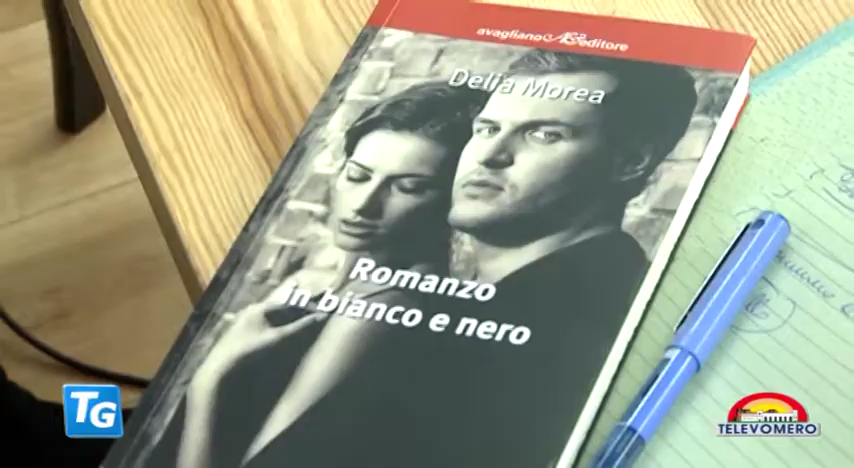 avagliano editore
Delia Morea
Romanzo
in bianco e nero
TG
TELEVOMERO